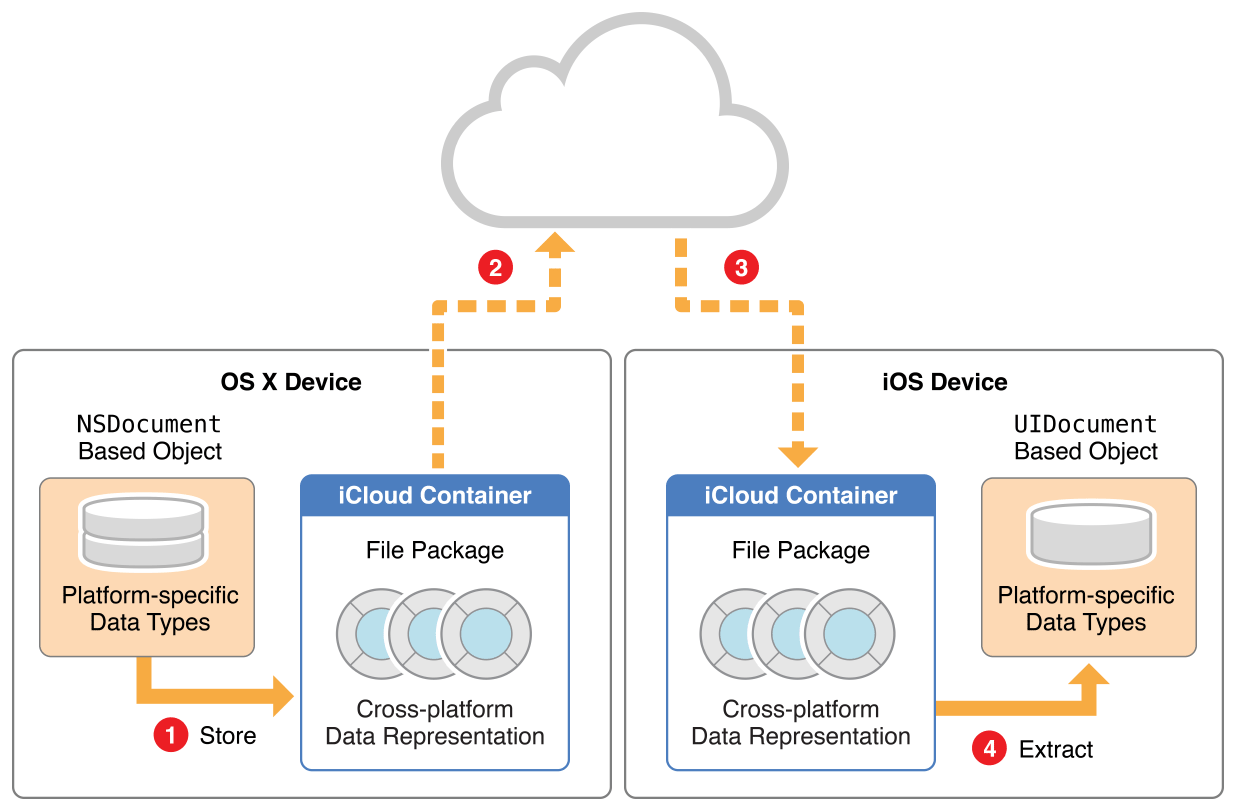 2
3
OS X Device
NSDocument
Based Object
Platform-specific
Data Types
iCloud Container
File Package
Cross-platform
Data Representation
1 Store
iOS Device
iCloud Container
File Package
Cross-platform
Data Representation
UIDocument
Based Object
Platform-specific
Data Types
4 Extract